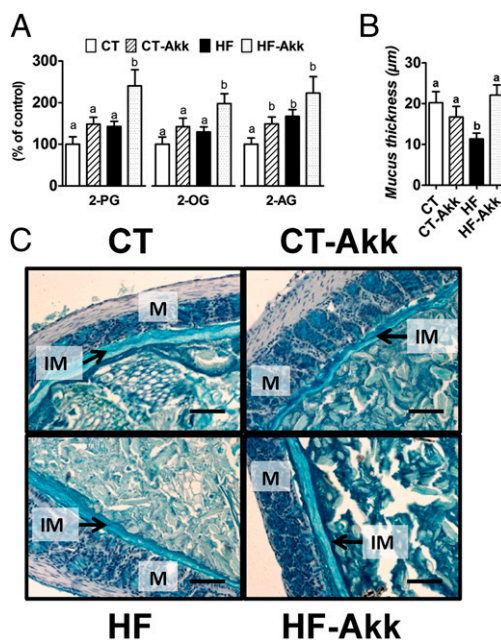 A
CT CT-Akk HF HF-Akk
(% of control)
300
200
100
0
a a a b
a a a b
a b b b
2-PG 2-OG 2-AG
B
Mucus thickness (µm)
30
20
10
0
a a b a
CT CT-Akk HF HF-Akk
C
CT CT-Akk
M
IM
IM
M
IM
M
M
IM
HF HF-Akk